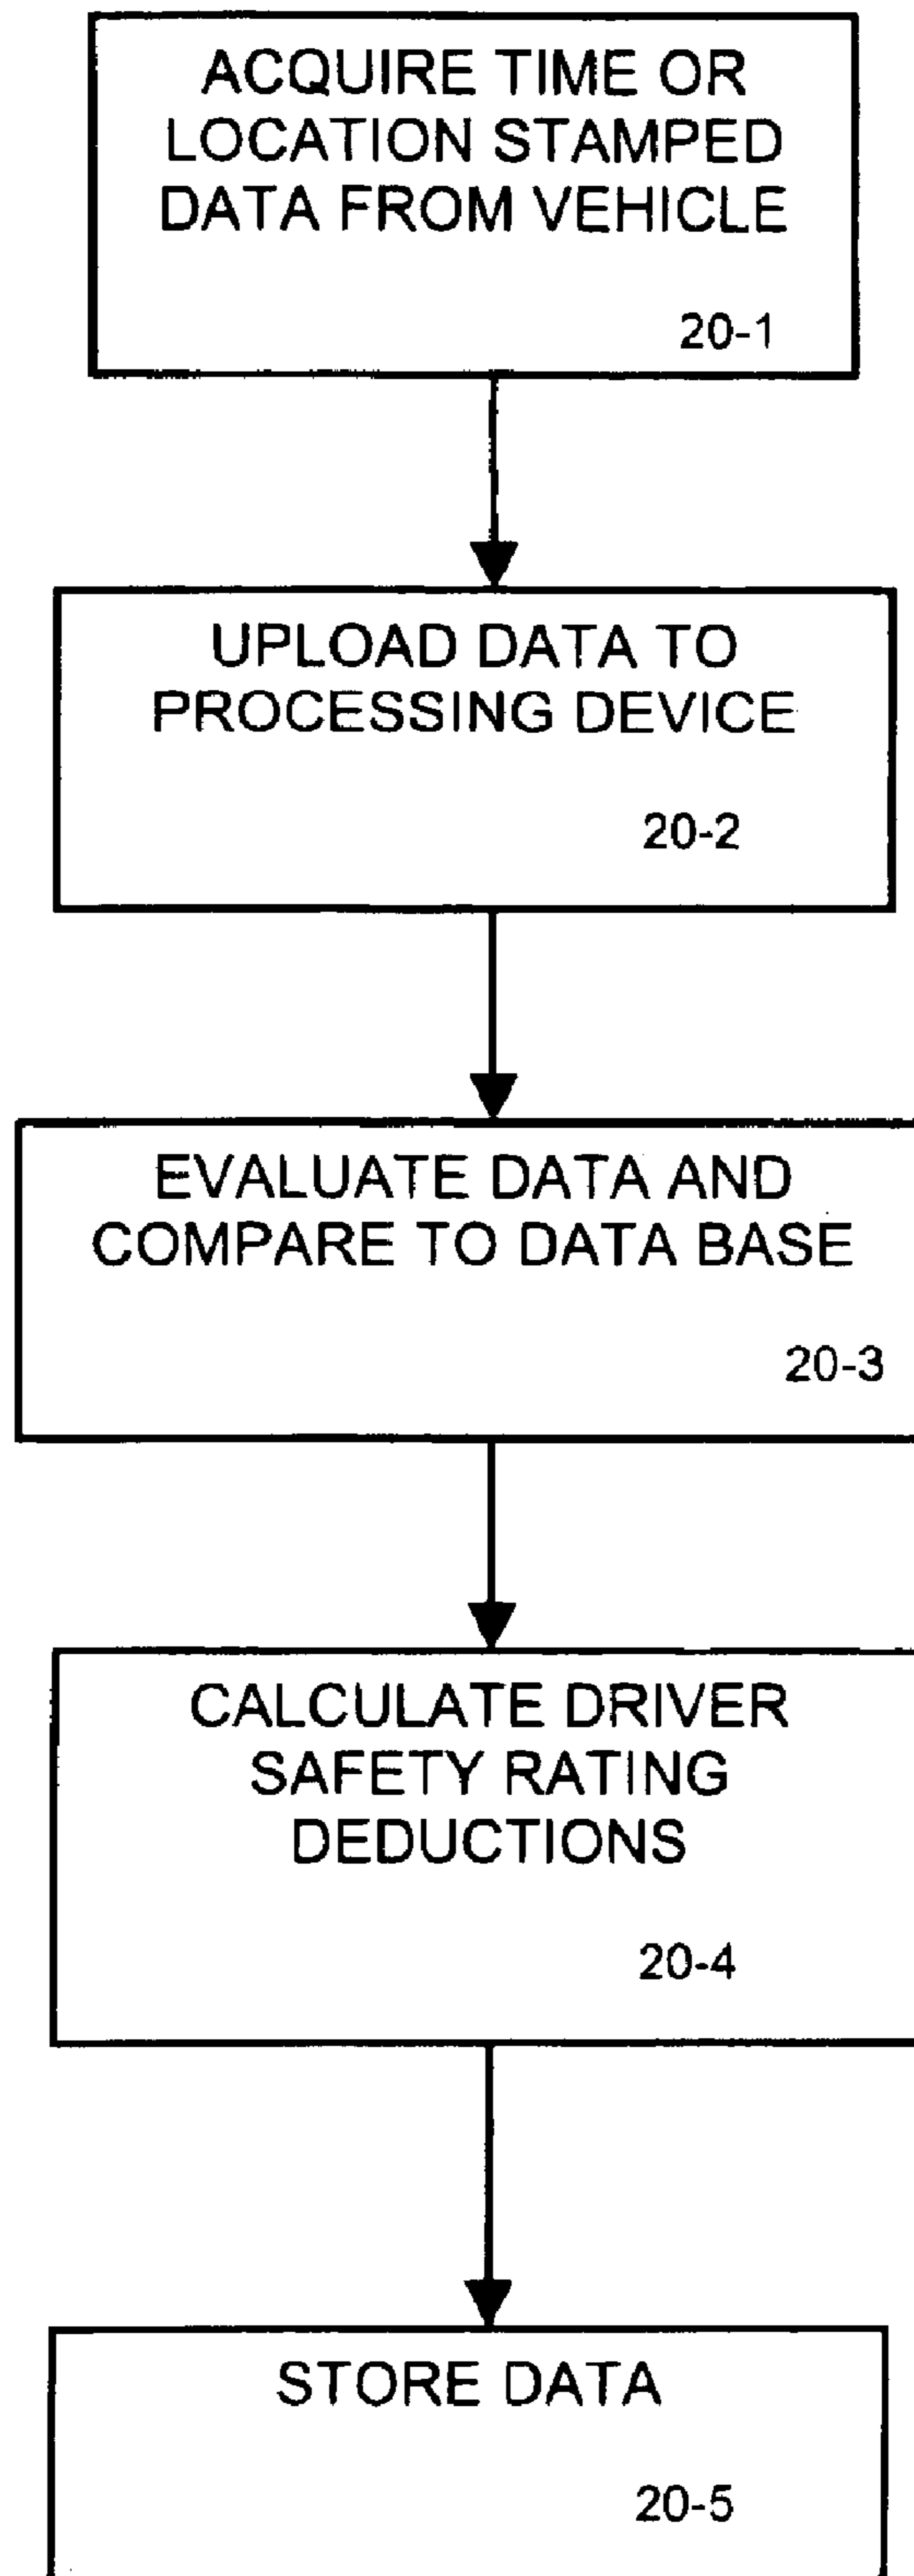 ACQUIRE TIME OR
LOCATION STAMPED
DATA FROM VEHICLE
20-1
UPLOAD DATA TO
PROCESSING DEVICE
20-2
EVALUATE DATA AND
COMPARE TO DATA BASE
20-3
CALCULATE DRIVER
SAFETY RATING
DEDUCTIONS
20-4
STORE DATA
20-5